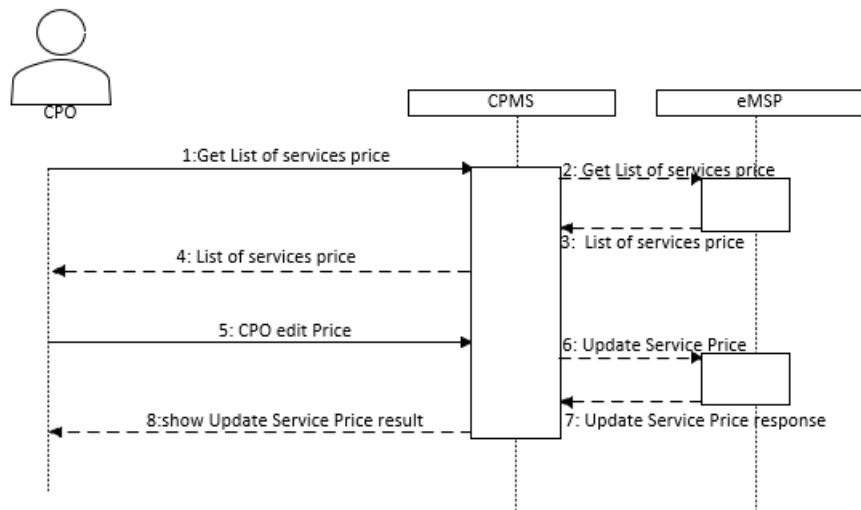 CPO
CPMS
eMSP
1:Get List of services price
2: Get List of services price
3:  List of services price
4: List of services price
5: CPO edit Price
6: Update Service Price
7: Update Service Price response
8:show Update Service Price result